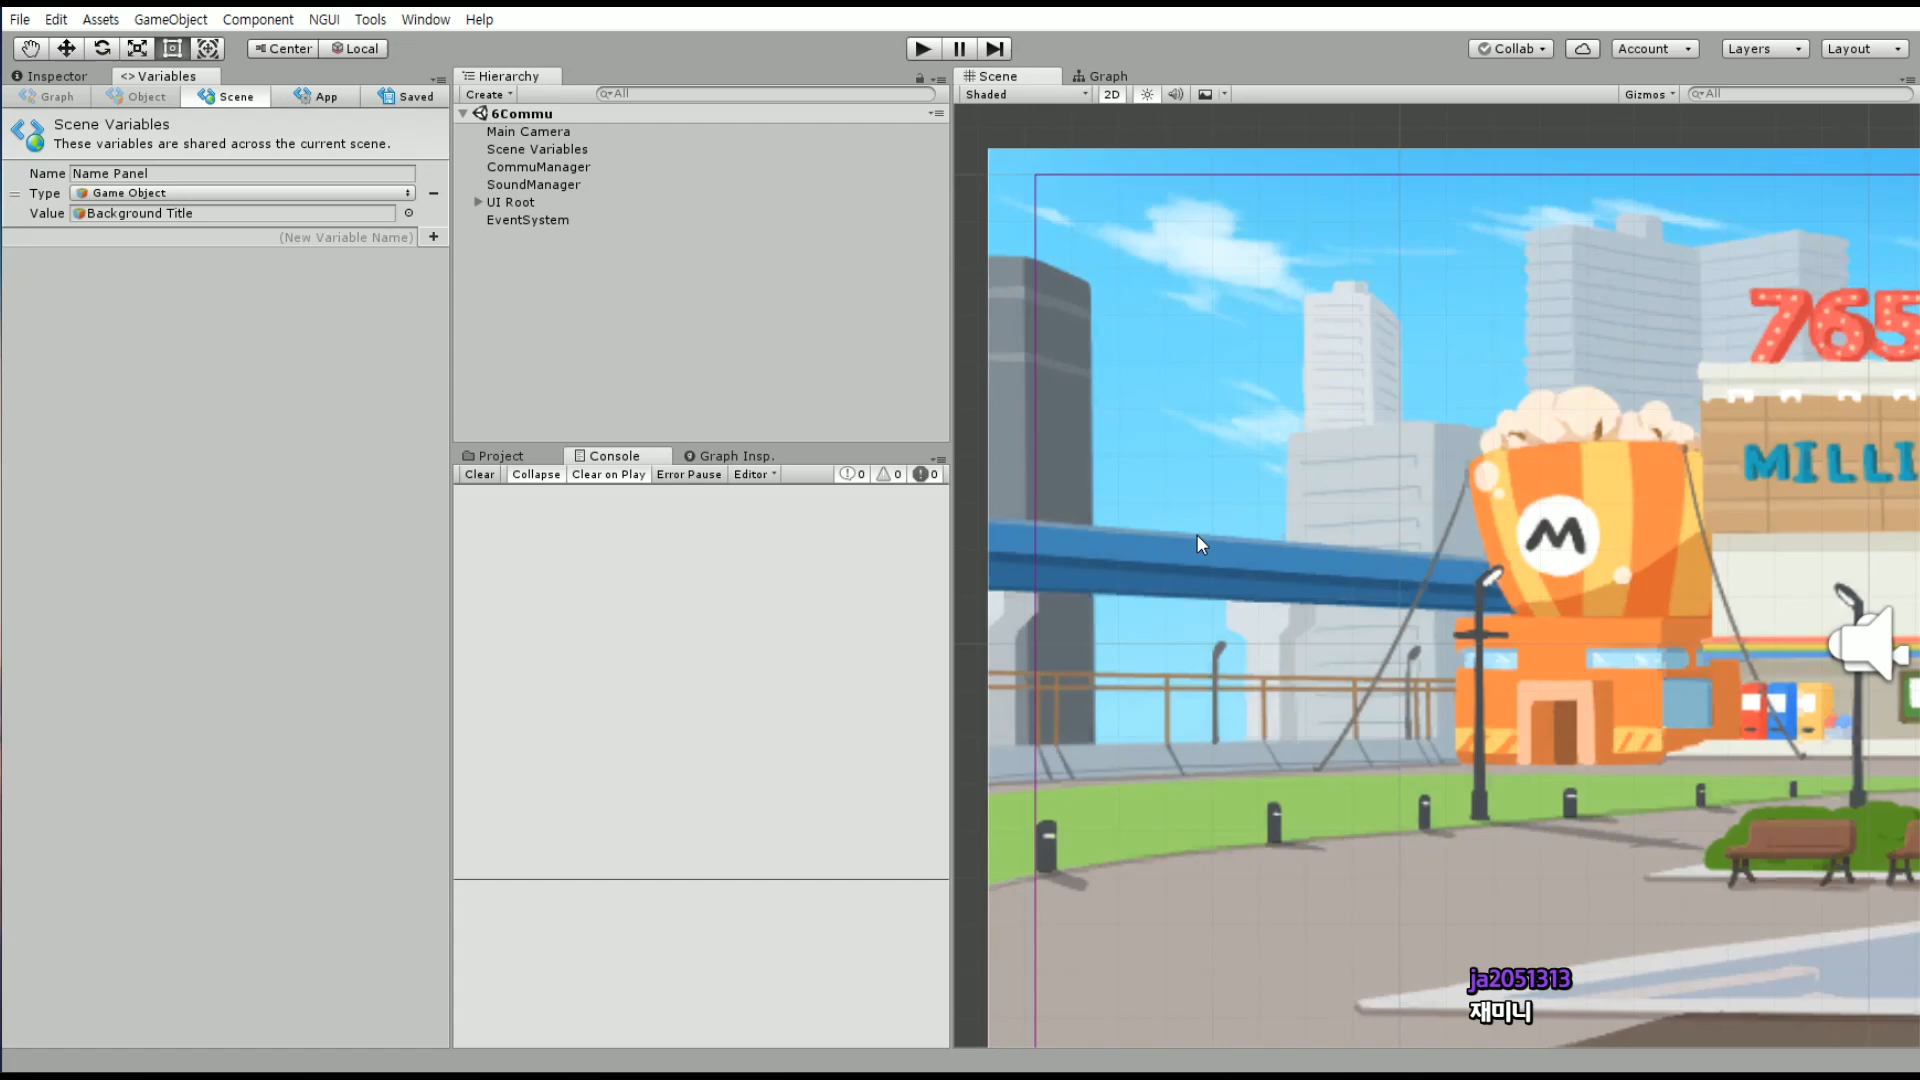 File Edit Assets GameObject Component NGUI Tools Window Help
Center Local Collab Account Layers Layout
Inspector <> Variables
Graph Object Scene App Saved
Scene Variables
These variables are shared across the current scene.
Name Name Panel
Type Game Object
Value Background Title
(New Variable Name) +
Hierarchy
Create All
6Commu
Main Camera
Scene Variables
CommuManager
SoundManager
UI Root
EventSystem
Project Console Graph Insp.
Clear Collapse Clear on Play Error Pause Editor 0 0 0
Scene Graph
Shaded 2D Gizmos All
765
MILLI
M
ja2051313
재미니